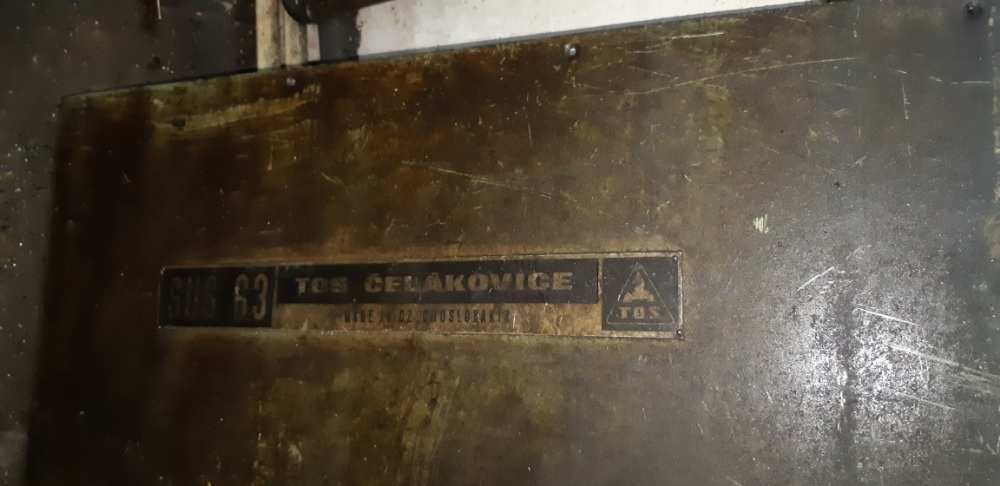 SUS 63
TOS ČELÁKOVICE
MADE IN CZECHOSLOVAKIA
TOS